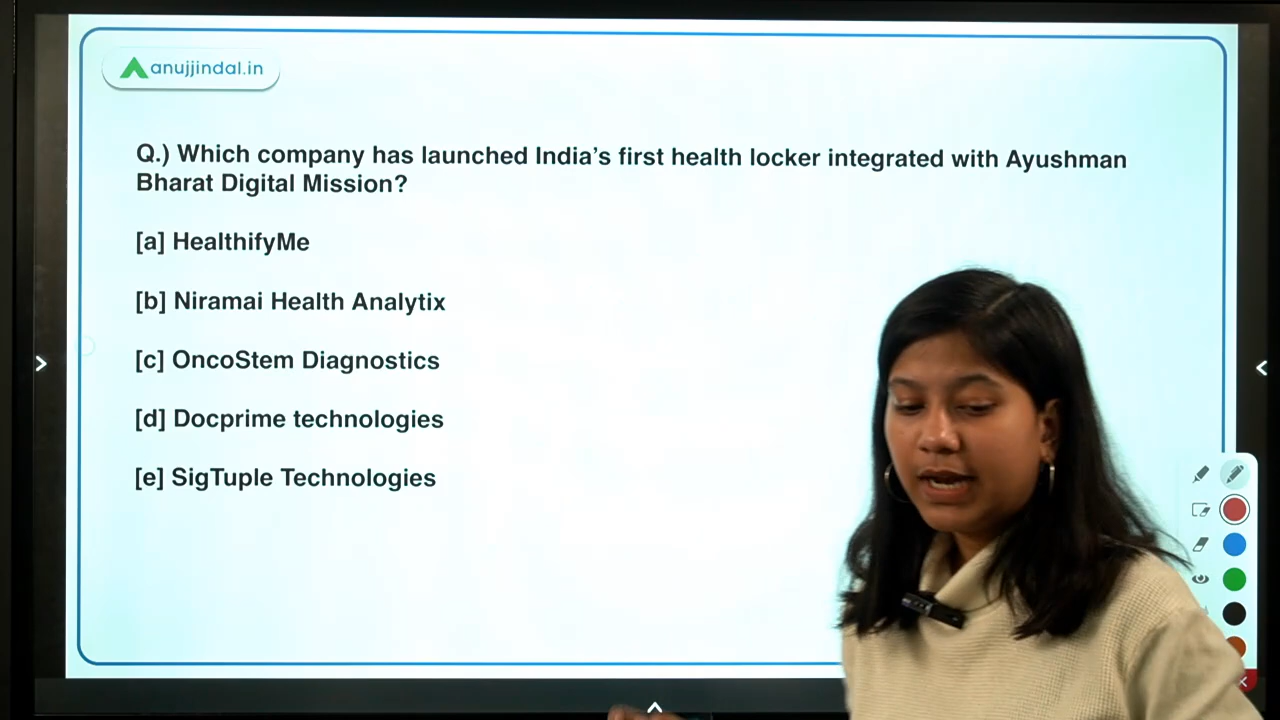 anujjindal.in
Q.) Which company has launched India's first health locker integrated with Ayushman
Bharat Digital Mission?
[a] HealthifyMe
[b] Niramai Health Analytix
[c] OncoStem Diagnostics
[d] Docprime technologies
[e] SigTuple Technologies